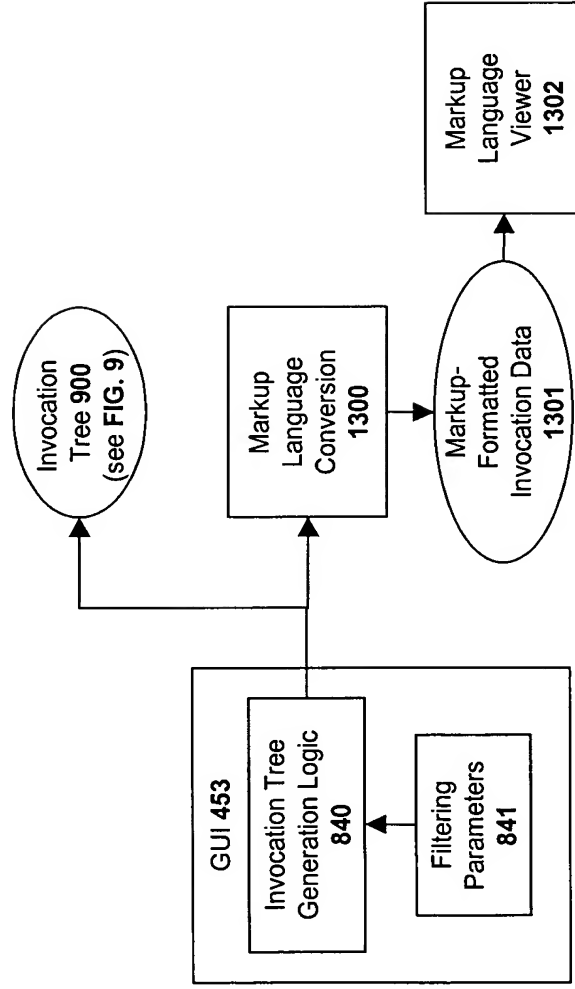 GUI 453
Invocation Tree
Generation Logic
840
Filtering
Parameters
841
Invocation
Tree 900
(see FIG. 9)
Markup
Language
Conversion
1300
Markup-
Formatted
Invocation Data
1301
Markup
Language
Viewer
1302